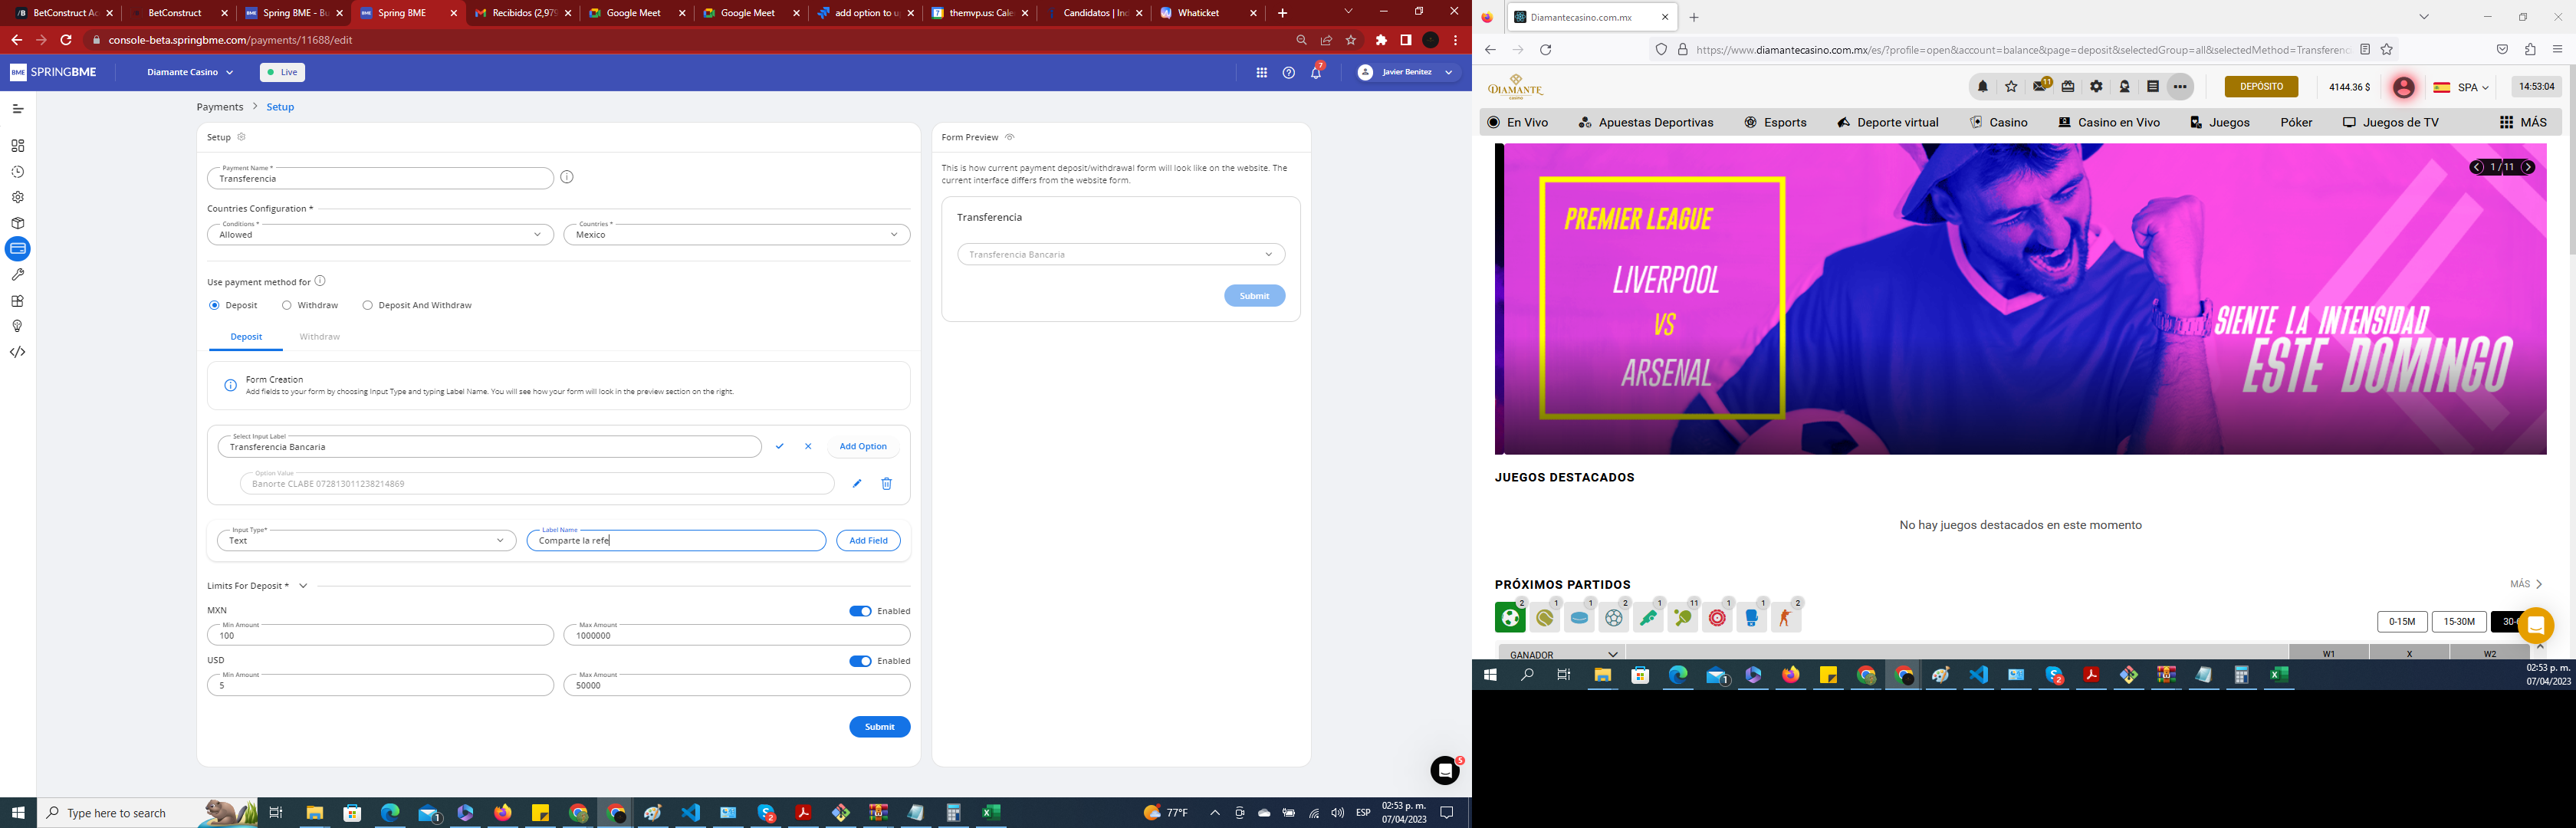 BetConstruct Ac
BetConstruct
Spring BME - Bu
Spring BME
Recibidos (2,979
Google Meet
Google Meet
add option to u
themvp.us: Cale
Candidatos | Ind
Whaticket
console-beta.springbme.com/payments/11688/edit
BME SPRINGBME
Diamante Casino
Live
7
Javier Benitez
Payments > Setup
Setup
Payment Name *
Transferencia
Countries Configuration *
Conditions *
Allowed
Countries *
Mexico
Use payment method for
Deposit
Withdraw
Deposit And Withdraw
Deposit
Withdraw
Form Creation
Add fields to your form by choosing Input Type and typing Label Name. You will see how your form will look in the preview section on the right.
Select Input Label
Transferencia Bancaria
Add Option
Option Value
Banorte CLABE 072813011238214869
Input Type*
Text
Label Name
Comparte la refe
Add Field
Limits For Deposit *
MXN
Enabled
Min Amount
100
Max Amount
1000000
USD
Enabled
Min Amount
5
Max Amount
50000
Submit
Form Preview
This is how current payment deposit/withdrawal form will look like on the website. The
current interface differs from the website form.
Transferencia
Transferencia Bancaria
Submit
5
Type here to search
1
2
77°F
ESP
02:53 p. m.
07/04/2023
Diamantecasino.com.mx
https://www.diamantecasino.com.mx/es/?profile=open&account=balance&page=deposit&selectedGroup=all&selectedMethod=Transferenc
DIAMANTE
CASINO
11
DEPÓSITO
4144.36 $
SPA
14:53:04
En Vivo
Apuestas Deportivas
Esports
Deporte virtual
Casino
Casino en Vivo
Juegos
Póker
Juegos de TV
MÁS
1 / 11
PREMIER LEAGUE
LIVERPOOL
VS
ARSENAL
SIENTE LA INTENSIDAD
ESTE DOMINGO
JUEGOS DESTACADOS
No hay juegos destacados en este momento
PRÓXIMOS PARTIDOS
MÁS
2
1
1
2
1
11
1
1
2
0-15M
15-30M
30-
GANADOR
W1
X
W2
1
2
02:53 p. m.
07/04/2023